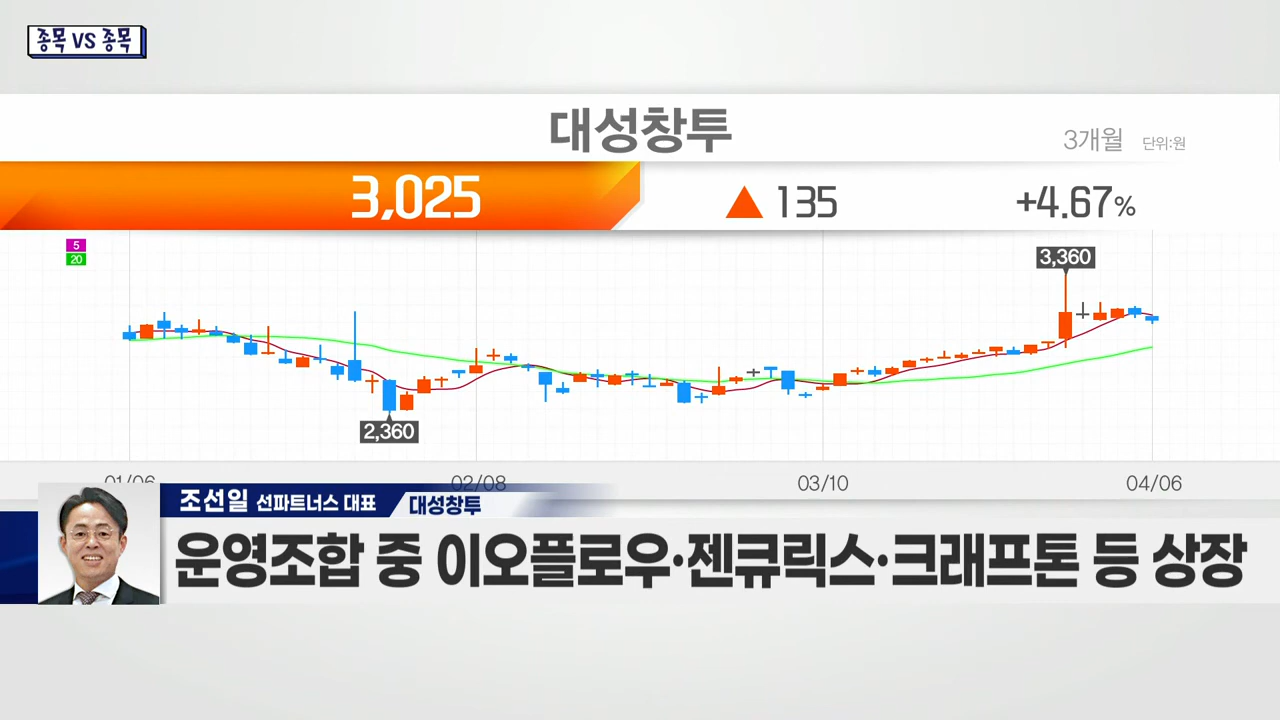 종목 VS 종목
대성창투
3개월 단위:원
3,025 ▲ 135 +4.67%
5
20
3,360
2,360
01/06 02/08 03/10 04/06
조선일 선파트너스 대표 대성창투
운영조합 중 이오플로우·젠큐릭스·크래프톤 등 상장